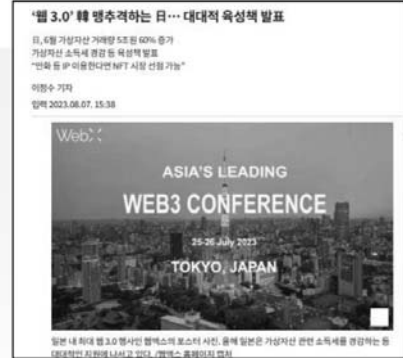 ‘웹 3.0’ 韓 맹추격하는 日… 대대적 육성책 발표
日, 6월 가상자산 거래량 5조원 60% 증가
가상자산 소득세 경감 등 육성책 발표
“만화 등 IP 이용한다면 NFT 시장 선점 가능”
이정수 기자
입력 2023.08.07. 15:38
WebX
ASIA'S LEADING
WEB3 CONFERENCE
25-26 July 2023
TOKYO, JAPAN
일본 내 최대 웹 3.0 행사인 웹엑스의 포스터 사진. 올해 일본은 가상자산 관련 소득세를 경감하는 등
대대적인 지원에 나서고 있다. /웹엑스 홈페이지 캡처